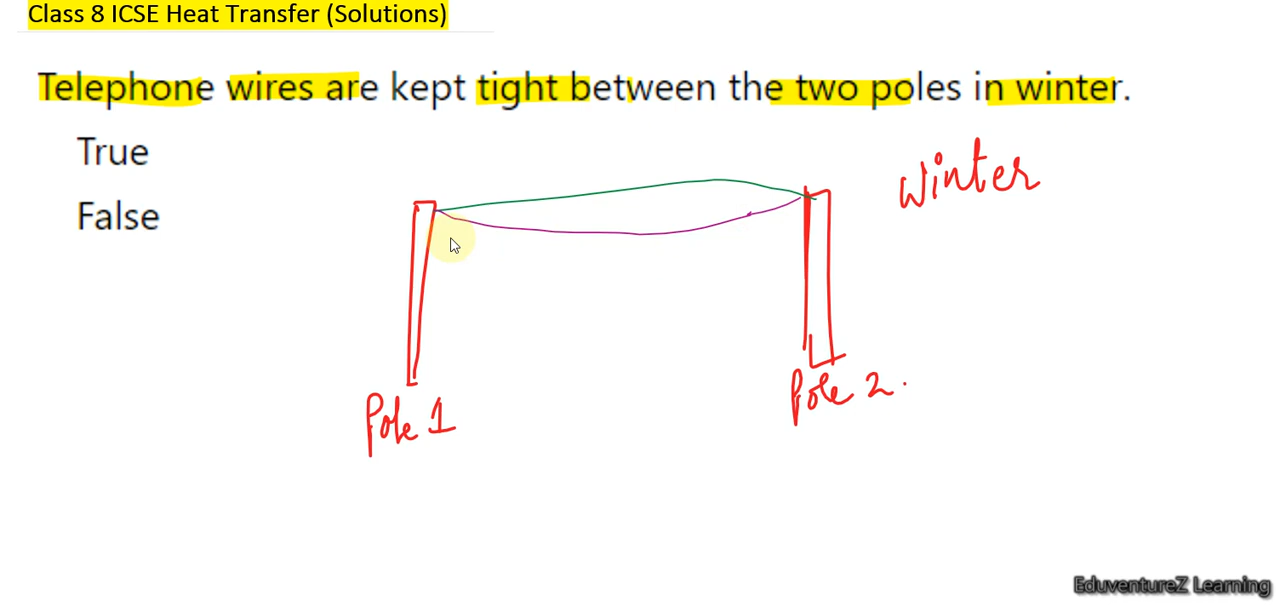 Class 8 ICSE Heat Transfer (Solutions)
Telephone wires are kept tight between the two poles in winter.
True
False
Winter
Pole 1
Pole 2.
EduventureZ Learning